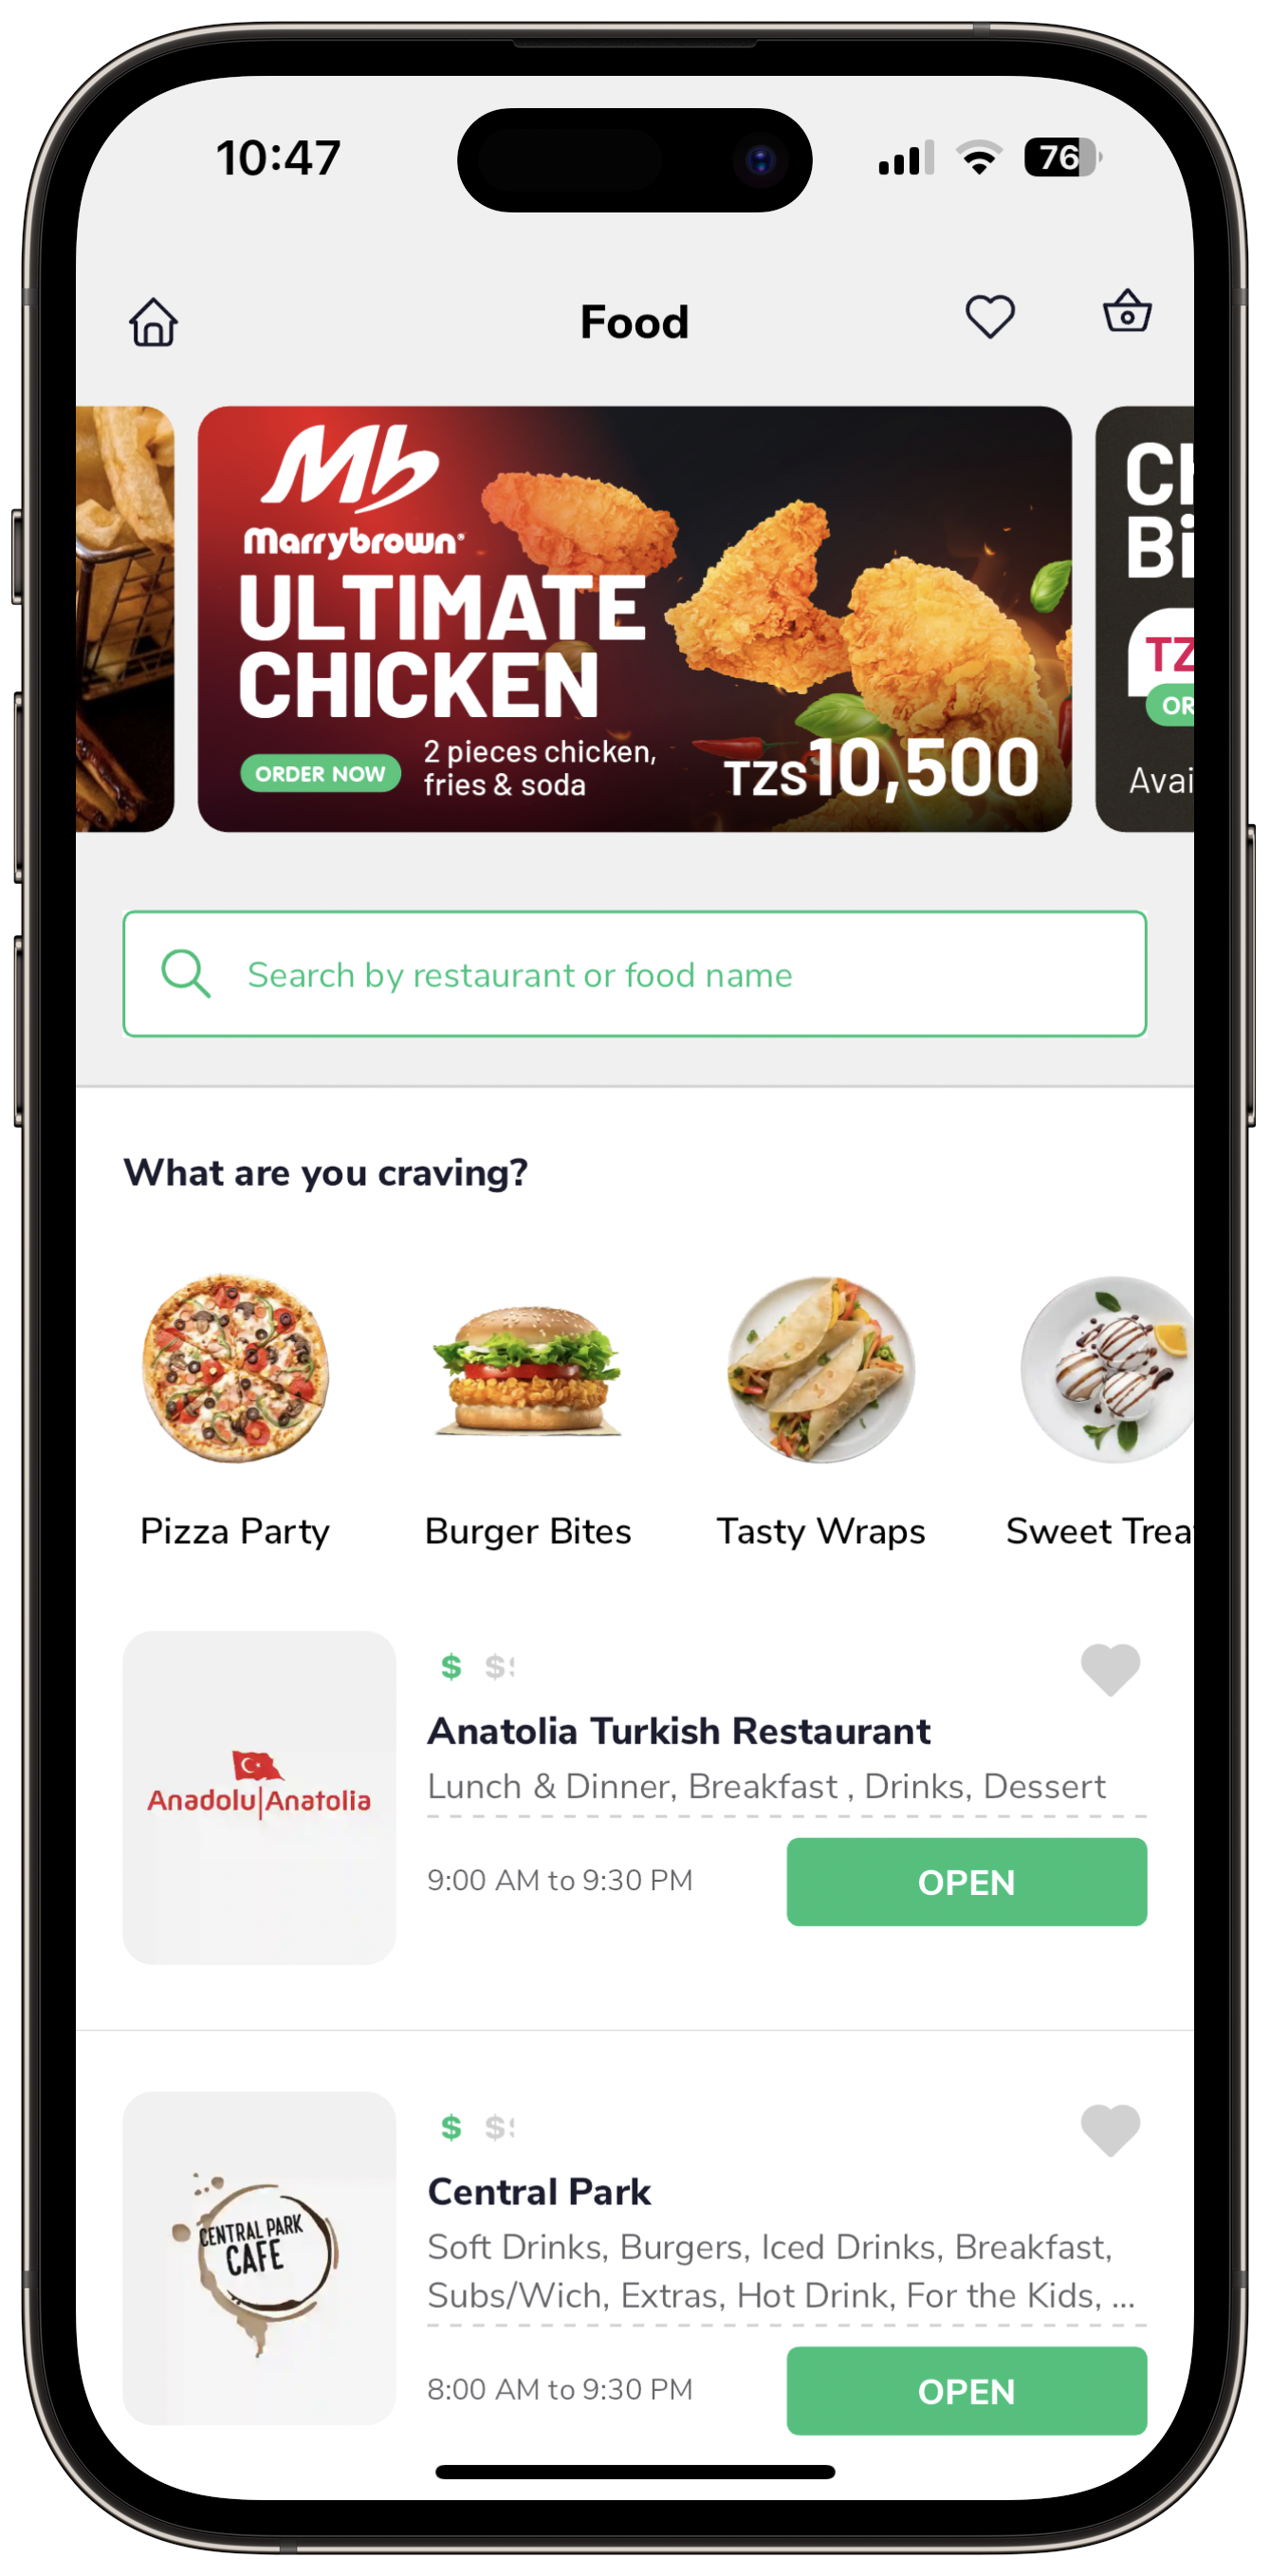 10:47
76
Food
Mb
Marrybrown®
ULTIMATE
CHICKEN
ORDER NOW
2 pieces chicken,
fries & soda
TZS10,500
Bi
TZ
OR
Avai
Search by restaurant or food name
What are you craving?
Pizza Party
Burger Bites
Tasty Wraps
Sweet Trea
$ $
Anadolu|Anatolia
Anatolia Turkish Restaurant
Lunch & Dinner, Breakfast , Drinks, Dessert
9:00 AM to 9:30 PM
OPEN
$ $
CENTRAL PARK
CAFE
Central Park
Soft Drinks, Burgers, Iced Drinks, Breakfast,
Subs/Wich, Extras, Hot Drink, For the Kids, ...
8:00 AM to 9:30 PM
OPEN